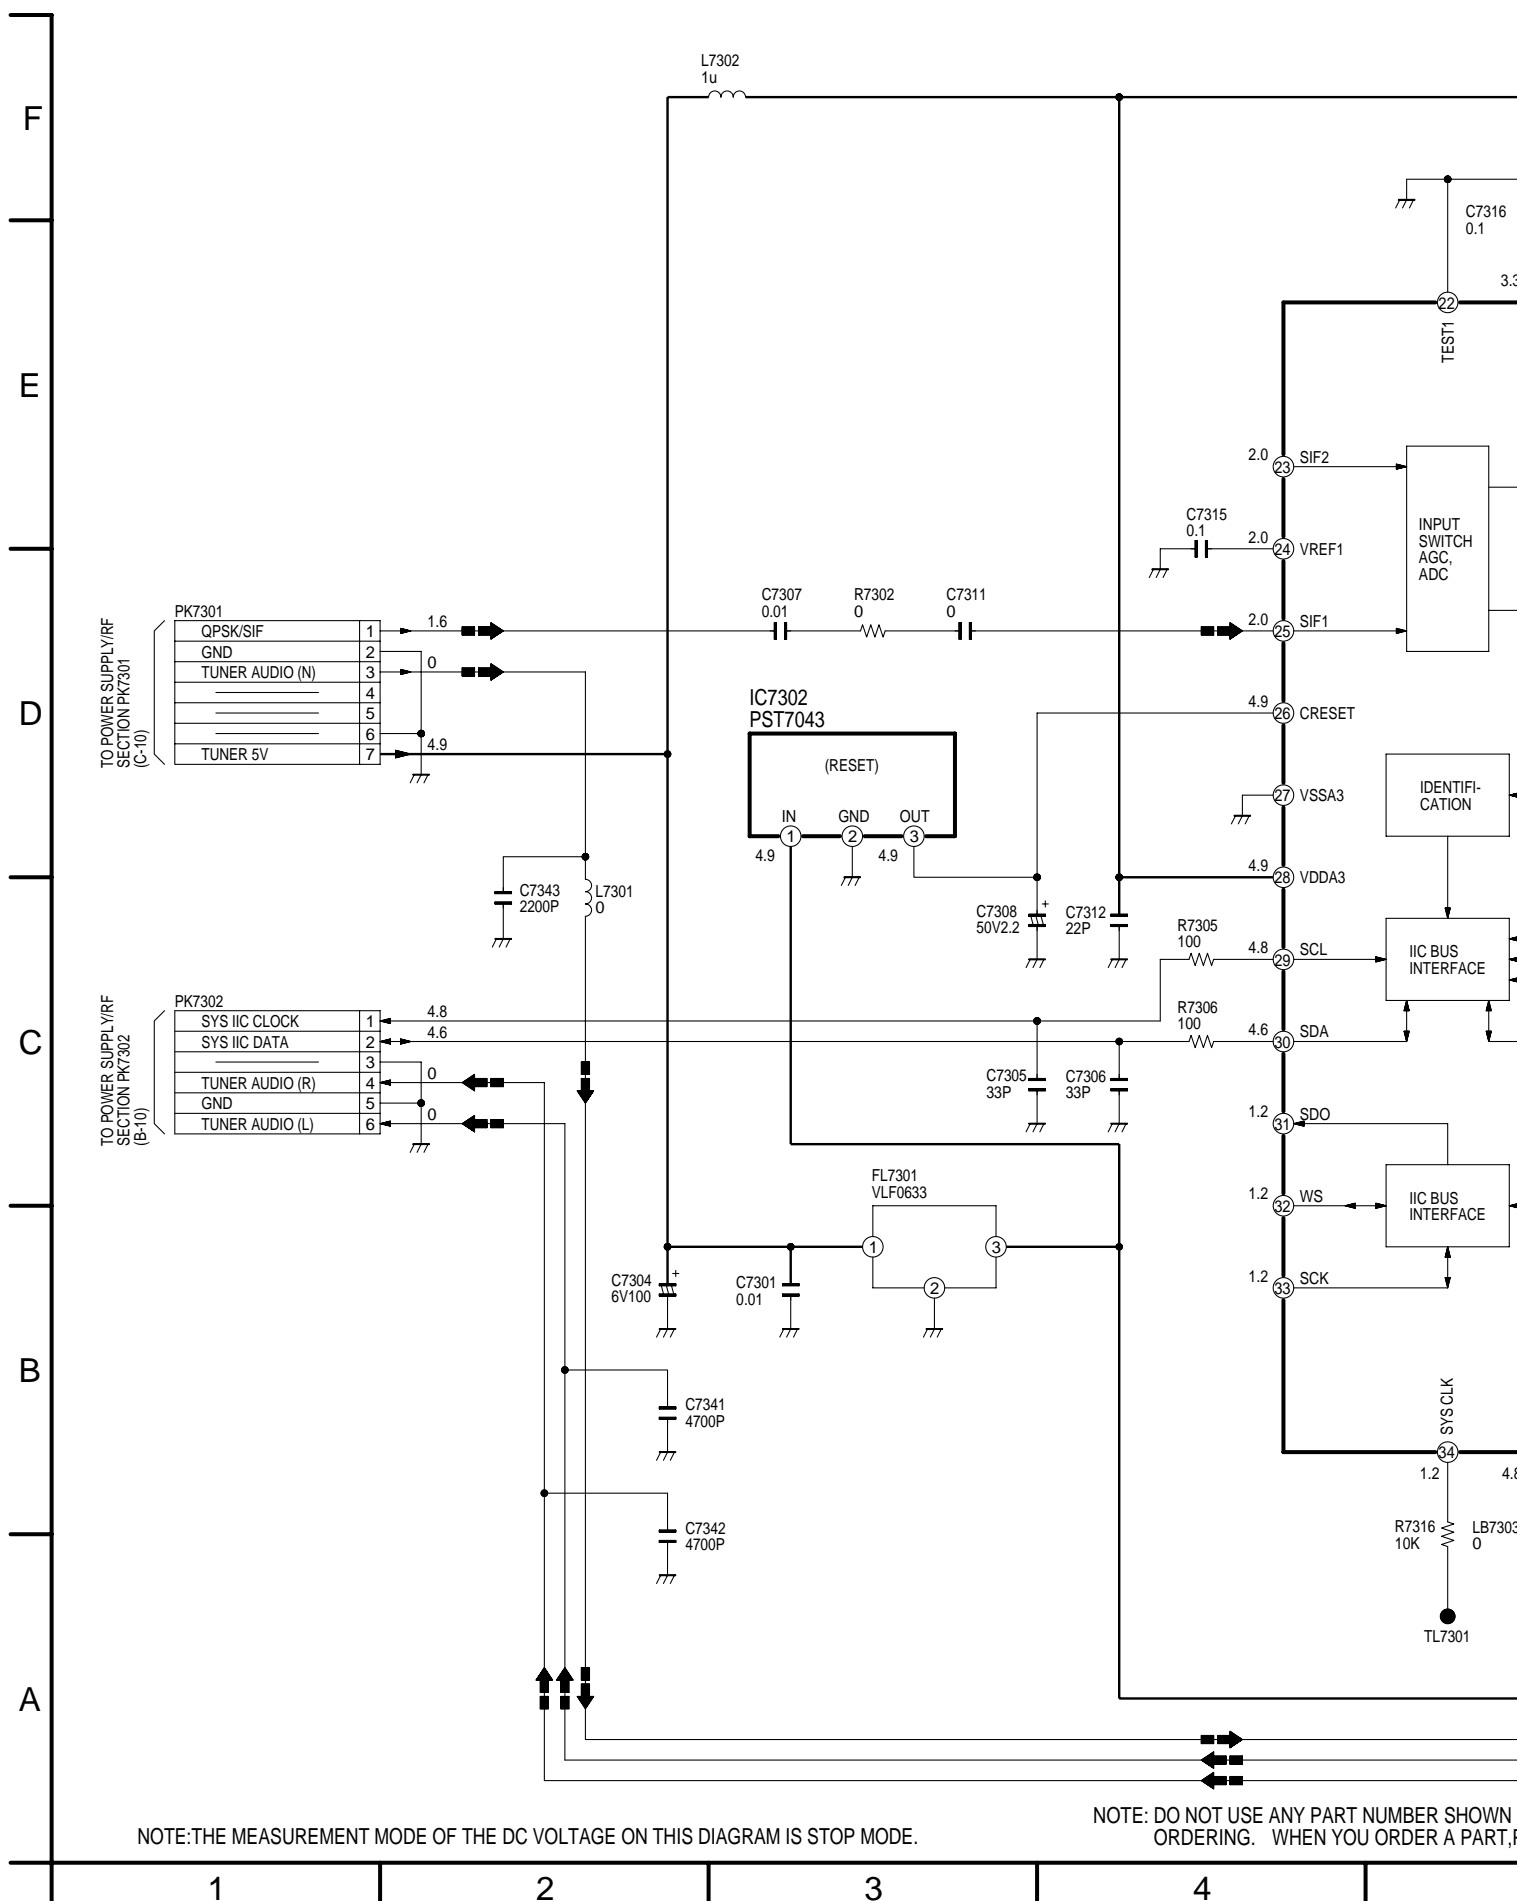 L7302
1u
F
C7316
0.1
3.3
22
TEST1
E
2.0
23
SIF2
C7315
0.1
2.0
24
VREF1
INPUT
SWITCH
AGC,
ADC
C7307
0.01
R7302
0
C7311
0
2.0
25
SIF1
TO POWER SUPPLY/RF
SECTION PK7301
(C-10)
PK7301
QPSK/SIF 1 1.6
GND 2
TUNER AUDIO (N) 3 0
4
5
6
TUNER 5V 7 4.9
D
IC7302
PST7043
(RESET)
IN GND OUT
1 2 3
4.9 4.9
4.9
26
CRESET
27
VSSA3
IDENTIFI-
CATION
4.9
28
VDDA3
C7343
2200P
L7301
0
C7308
50V2.2
+
C7312
22P
R7305
100
4.8
29
SCL
IIC BUS
INTERFACE
TO POWER SUPPLY/RF
SECTION PK7302
(B-10)
PK7302
SYS IIC CLOCK 1 4.8
SYS IIC DATA 2 4.6
3
TUNER AUDIO (R) 4 0
GND 5
TUNER AUDIO (L) 6 0
C
R7306
100
4.6
30
SDA
C7305
33P
C7306
33P
1.2
31
SDO
FL7301
VLF0633
1
3
2
1.2
32
WS
IIC BUS
INTERFACE
C7304
6V100
+
C7301
0.01
1.2
33
SCK
B
C7341
4700P
SYS CLK
34
1.2
4.8
C7342
4700P
R7316
10K
LB7303
0
TL7301
A
NOTE: DO NOT USE ANY PART NUMBER SHOWN
NOTE:THE MEASUREMENT MODE OF THE DC VOLTAGE ON THIS DIAGRAM IS STOP MODE.
ORDERING. WHEN YOU ORDER A PART,
1 2 3 4